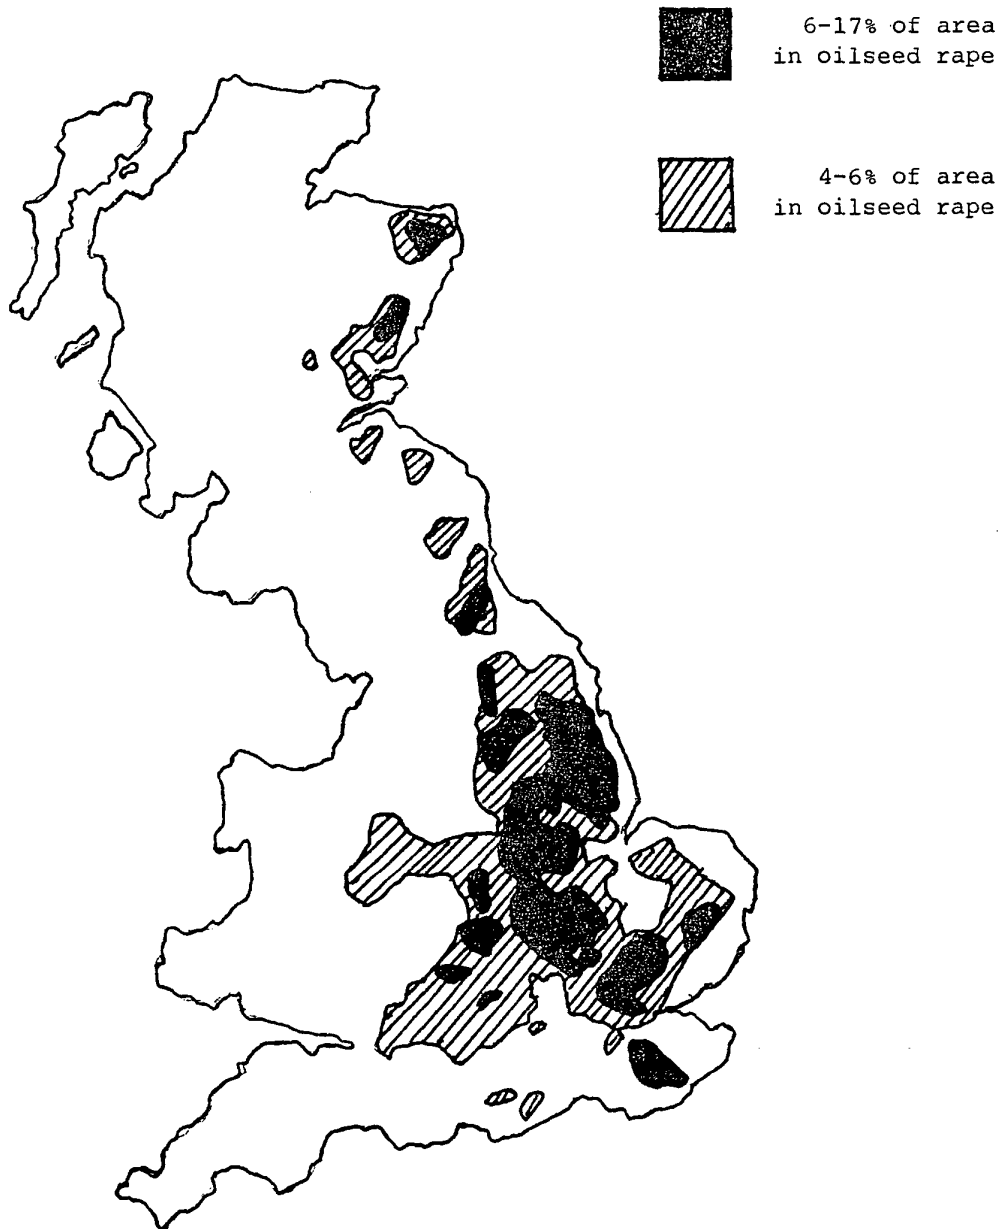 6-17% of area
in oilseed rape
4-6% of area
in oilseed rape